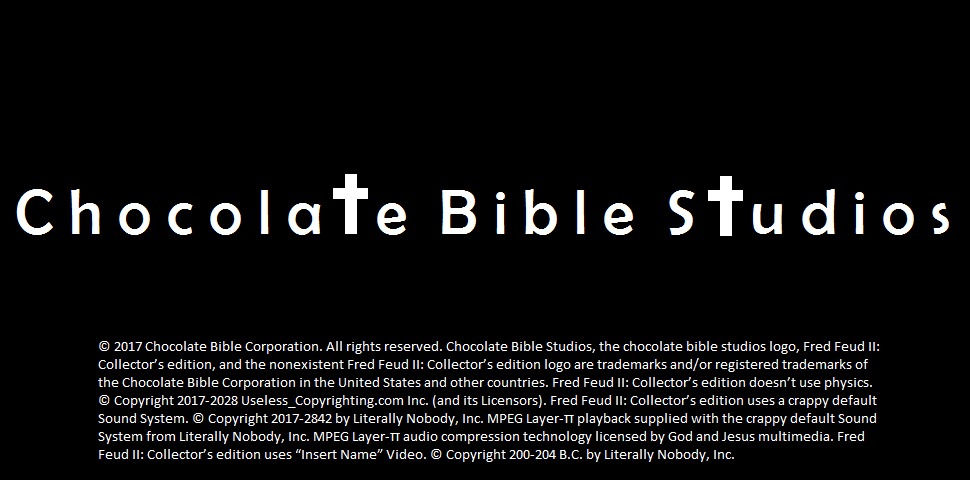 Chocolate Bible Studios
© 2017 Chocolate Bible Corporation. All rights reserved. Chocolate Bible Studios, the chocolate bible studios logo, Fred Feud II:
Collector’s edition, and the nonexistent Fred Feud II: Collector’s edition logo are trademarks and/or registered trademarks of
the Chocolate Bible Corporation in the United States and other countries. Fred Feud II: Collector’s edition doesn’t use physics.
© Copyright 2017-2028 Useless_Copyrighting.com Inc. (and its Licensors). Fred Feud II: Collector’s edition uses a crappy default
Sound System. © Copyright 2017-2842 by Literally Nobody, Inc. MPEG Layer-π playback supplied with the crappy default Sound
System from Literally Nobody, Inc. MPEG Layer-π audio compression technology licensed by God and Jesus multimedia. Fred
Feud II: Collector’s edition uses “Insert Name” Video. © Copyright 200-204 B.C. by Literally Nobody, Inc.